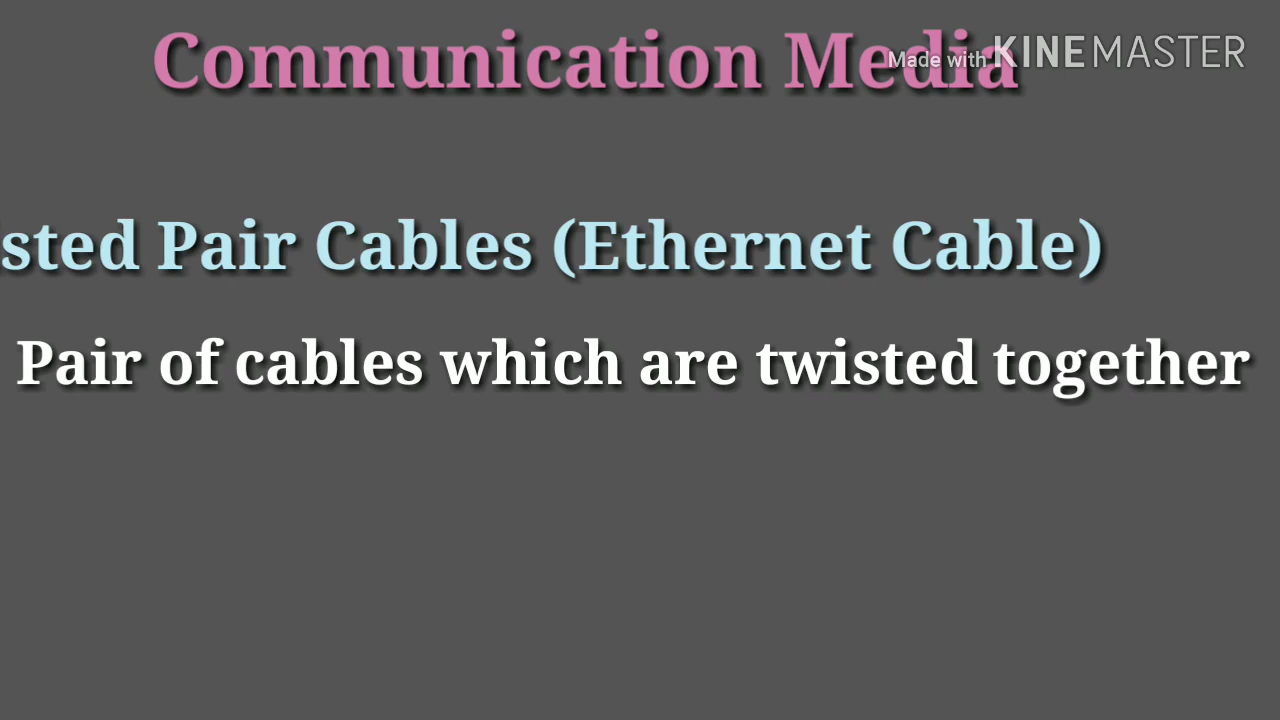 Communication Media
Made with KINEMASTER
sted Pair Cables (Ethernet Cable)
Pair of cables which are twisted together